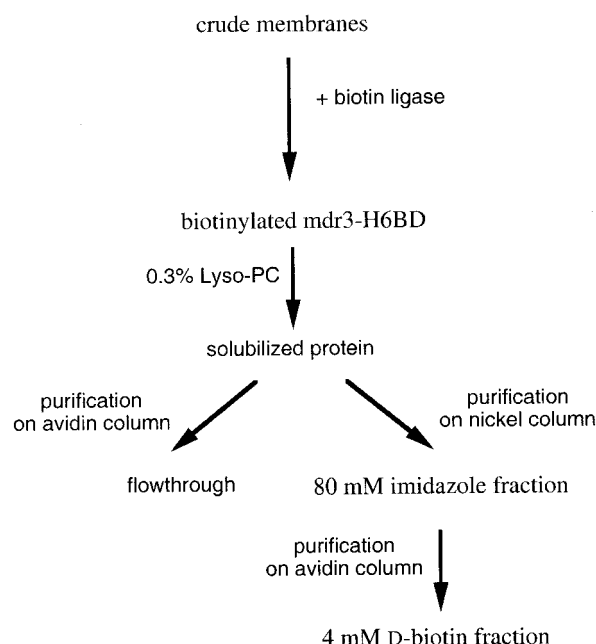 crude membranes
+ biotin ligase
biotinylated mdr3-H6BD
0.3% Lyso-PC
solubilized protein
purification
on avidin column
purification
on nickel column
flowthrough
80 mM imidazole fraction
purification
on avidin column
4 mM D-biotin fraction